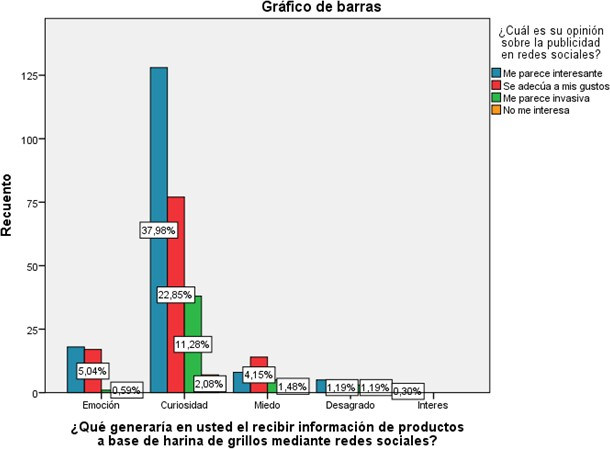 Gráfico de barras
¿Cuál es su opinión
sobre la publicidad
en redes sociales?
Me parece interesante
Se adecúa a mis gustos
Me parece invasiva
No me interesa
Recuento
125
100
75
50
25
0
37,98%
22,85%
11,28%
2,08%
5,04%
0,59%
4,15%
1,48%
1,19%
1,19%
0,30%
Emoción
Curiosidad
Miedo
Desagrado
Interes
¿Qué generaría en usted el recibir información de productos
a base de harina de grillos mediante redes sociales?